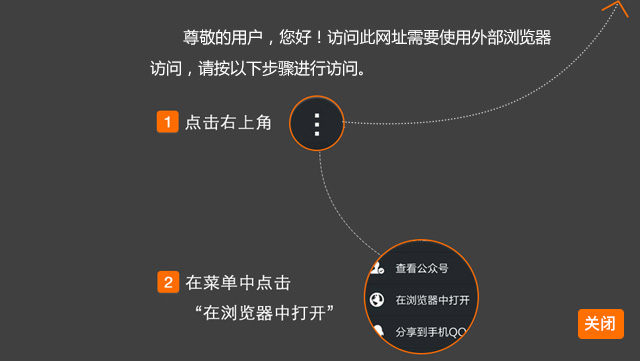 尊敬的用户，您好！访问此网址需要使用外部浏览器
访问，请按以下步骤进行访问。
1 点击右上角
2 在菜单中点击
“在浏览器中打开”
查看公众号
在浏览器中打开
分享到手机QQ
关闭